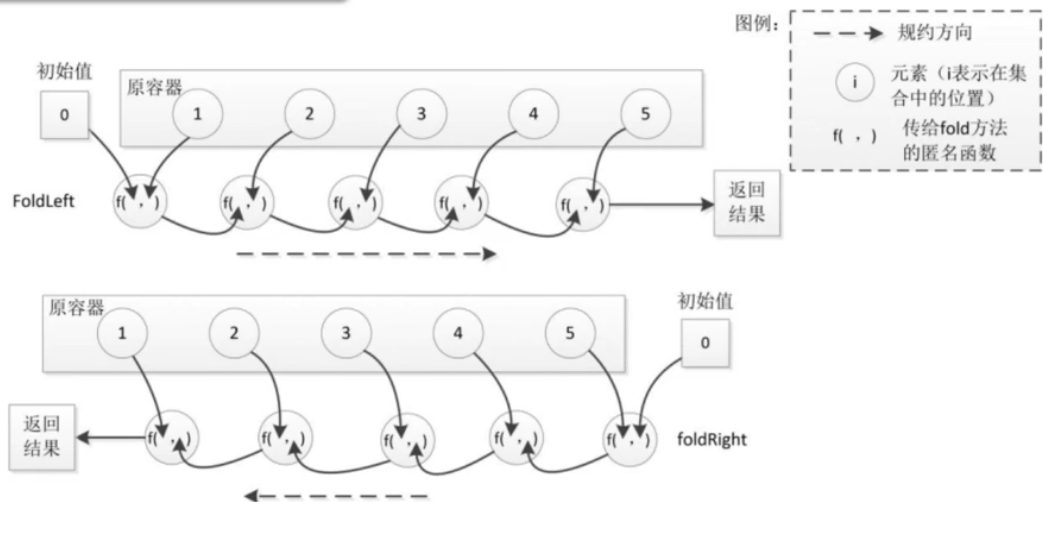 图例：
规约方向
i
元素（i表示在集
合中的位置）
f( , )
传给fold方法
的匿名函数
初始值
0
原容器
1
2
3
4
5
FoldLeft
f( , )
f( , )
f( , )
f( , )
f( , )
返回
结果
原容器
1
2
3
4
5
初始值
0
返回
结果
f( , )
f( , )
f( , )
f( , )
f( , )
foldRight